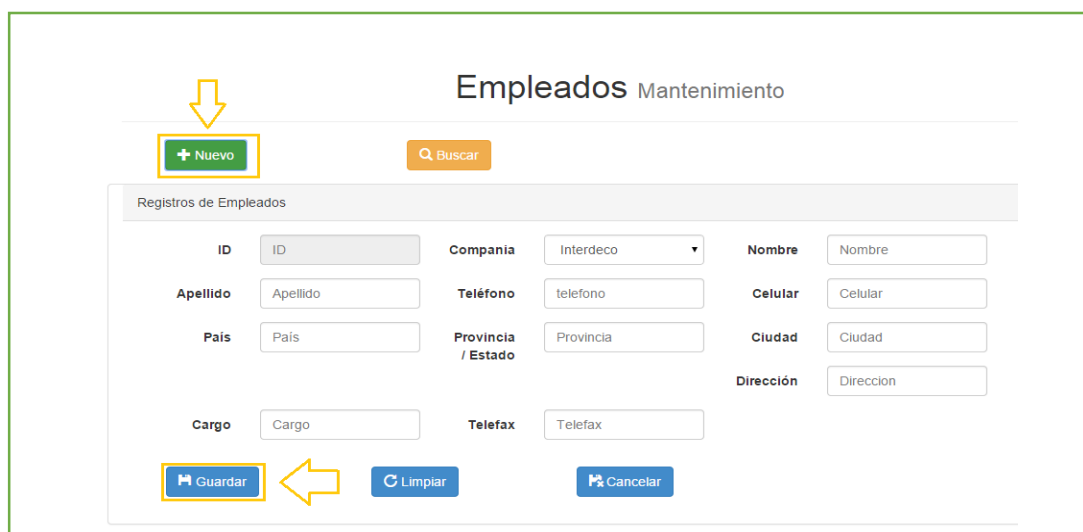 Empleados Mantenimiento
Nuevo
Buscar
Registros de Empleados
ID ID Compania Interdeco Nombre Nombre
Apellido Apellido Teléfono telefono Celular Celular
País País Provincia / Estado Provincia Ciudad Ciudad
Dirección Direccion
Cargo Cargo Telefax Telefax
Guardar Limpiar Cancelar